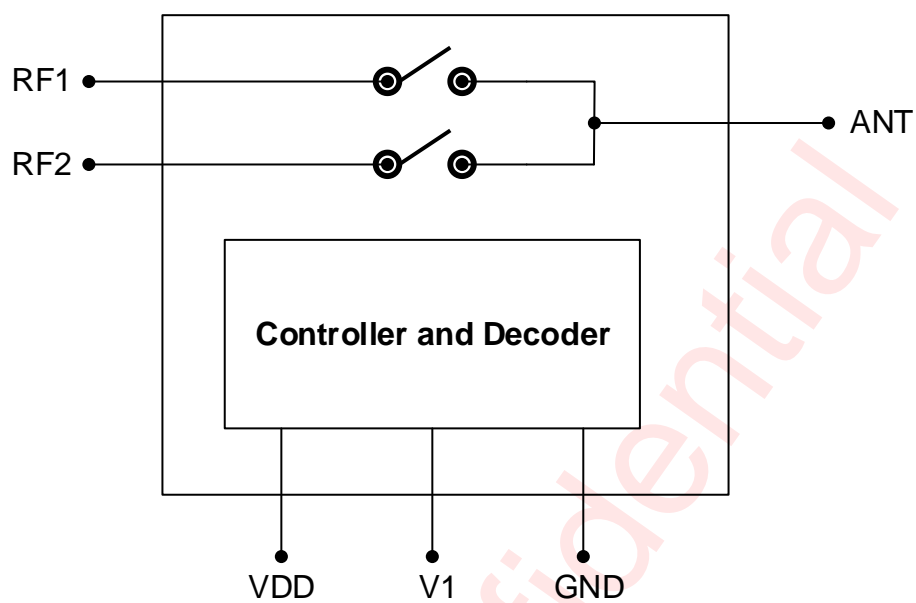 RF1
ANT
RF2
Controller and Decoder
VDD
V1
GND